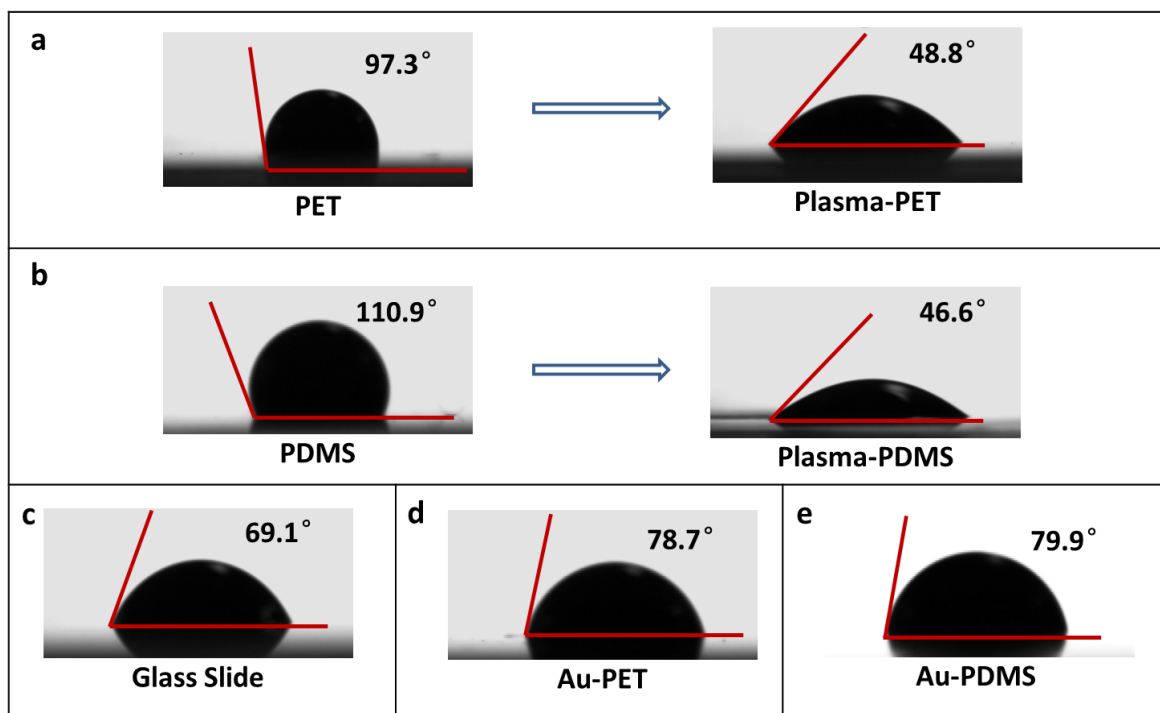 a
97.3°
48.8°
PET
Plasma-PET
b
110.9°
46.6°
PDMS
Plasma-PDMS
c
69.1°
Glass Slide
d
78.7°
Au-PET
e
79.9°
Au-PDMS